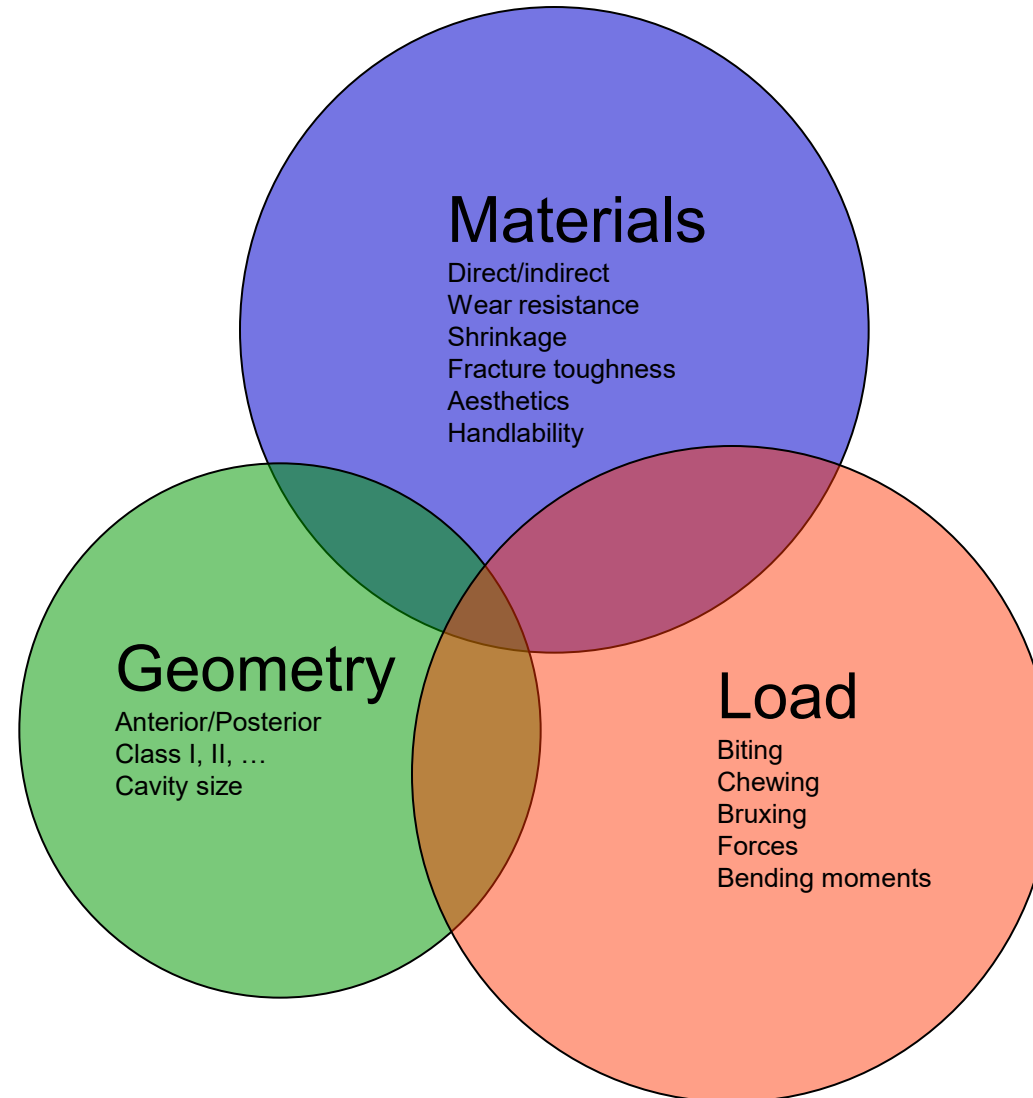 Materials
Direct/indirect
Wear resistance
Shrinkage
Fracture toughness
Aesthetics
Handlability
Geometry
Anterior/Posterior
Class I, II, …
Cavity size
Load
Biting
Chewing
Bruxing
Forces
Bending moments